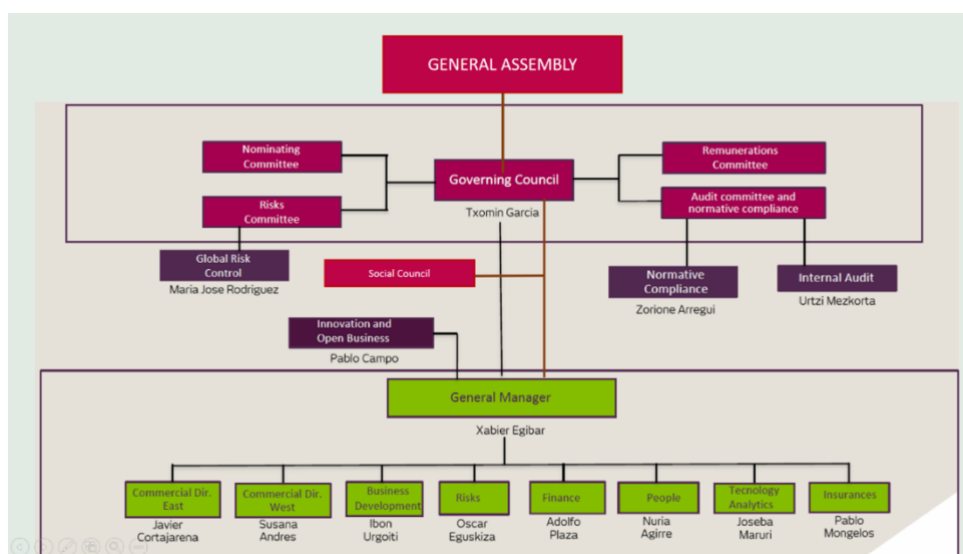 GENERAL ASSEMBLY
Nominating
Committee
Remunerations
Committee
Governing Council
Txomin Garcia
Risks
Committee
Audit committee and
normative compliance
Global Risk
Control
Maria Jose Rodriguez
Social Council
Normative
Compliance
Zorione Arregui
Internal Audit
Urtzi Mezkorta
Innovation and
Open Business
Pablo Campo
General Manager
Xabier Egibar
Commercial Dir.
East
Javier
Cortajarena
Commercial Dir.
West
Susana
Andres
Business
Development
Ibon
Urgoiti
Risks
Oscar
Eguskiza
Finance
Adolfo
Plaza
People
Nuria
Agirre
Tecnology
Analytics
Joseba
Maruri
Insurances
Pablo
Mongelos